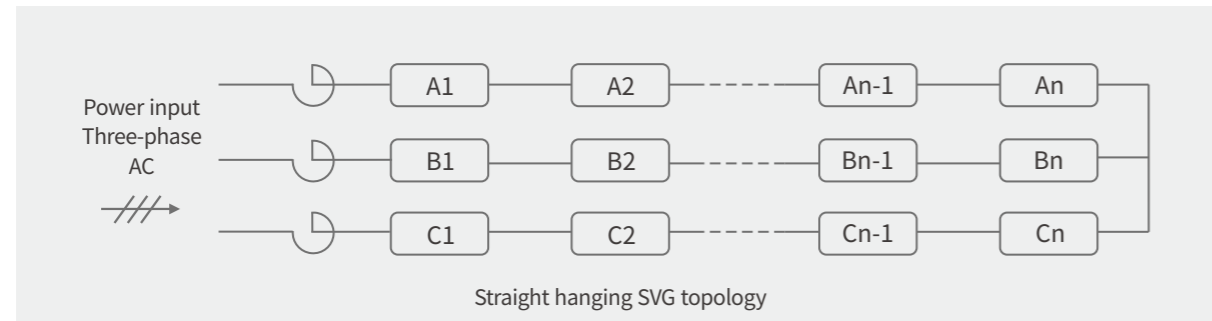 Power input
Three-phase
AC
A1 A2 An-1 An
B1 B2 Bn-1 Bn
C1 C2 Cn-1 Cn
Straight hanging SVG topology